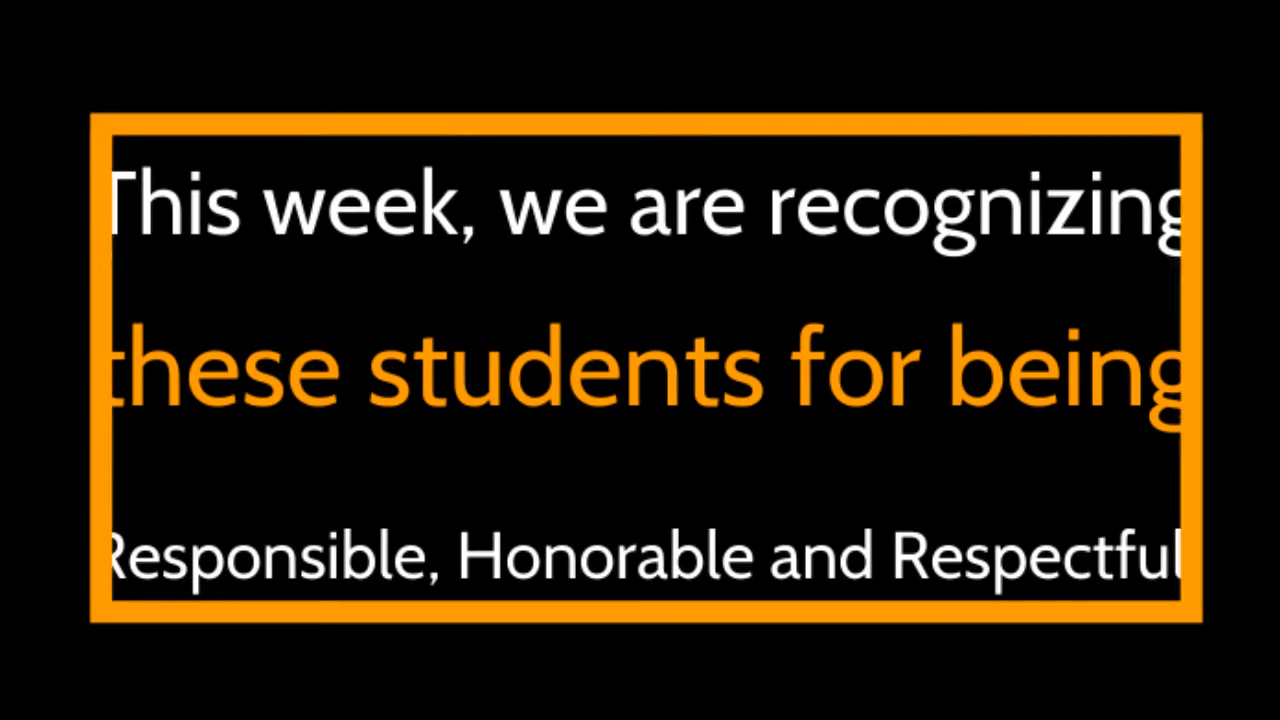 This week, we are recognizing
these students for being
Responsible, Honorable and Respectful